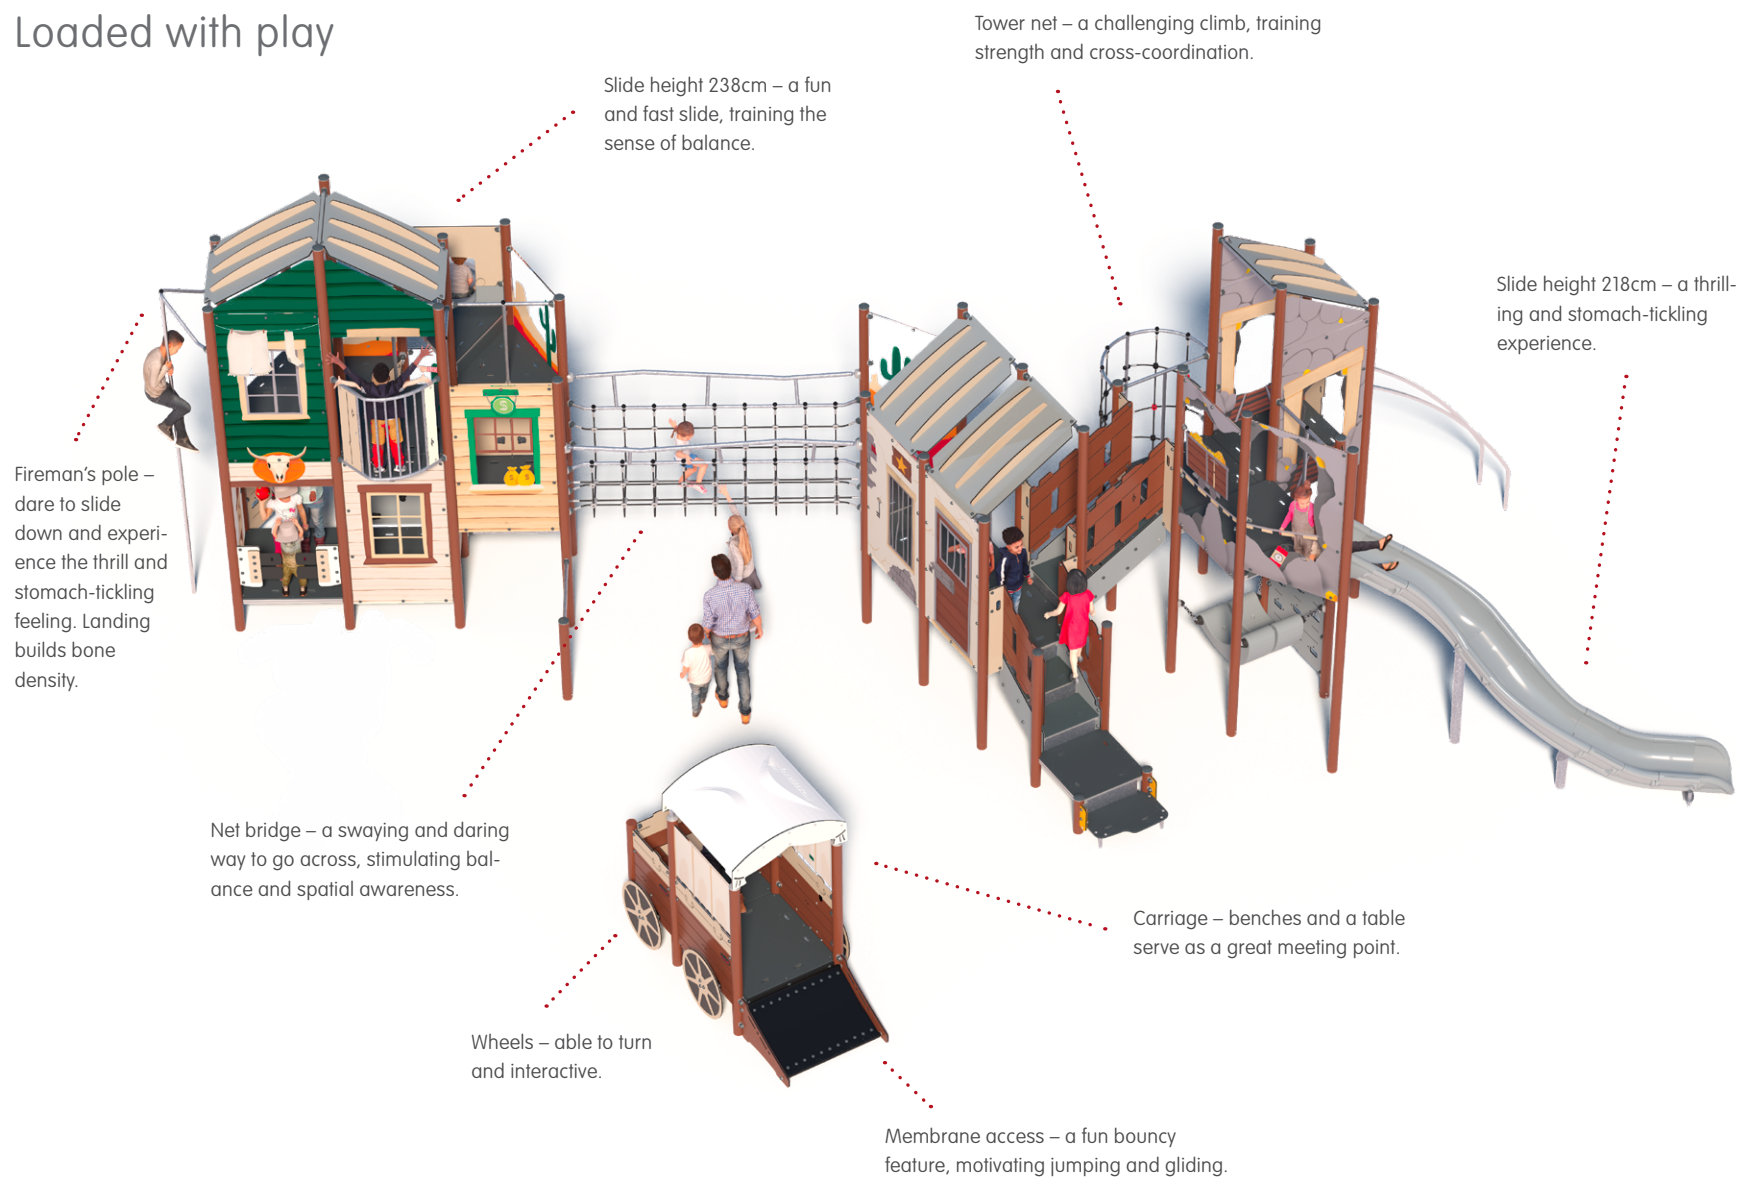 Loaded with play
Tower net – a challenging climb, training
strength and cross-coordination.
Slide height 238cm – a fun
and fast slide, training the
sense of balance.
Slide height 218cm – a thrill-
ing and stomach-tickling
experience.
Fireman's pole –
dare to slide
down and experi-
ence the thrill and
stomach-tickling
feeling. Landing
builds bone
density.
Net bridge – a swaying and daring
way to go across, stimulating bal-
ance and spatial awareness.
Carriage – benches and a table
serve as a great meeting point.
Wheels – able to turn
and interactive.
Membrane access – a fun bouncy
feature, motivating jumping and gliding.